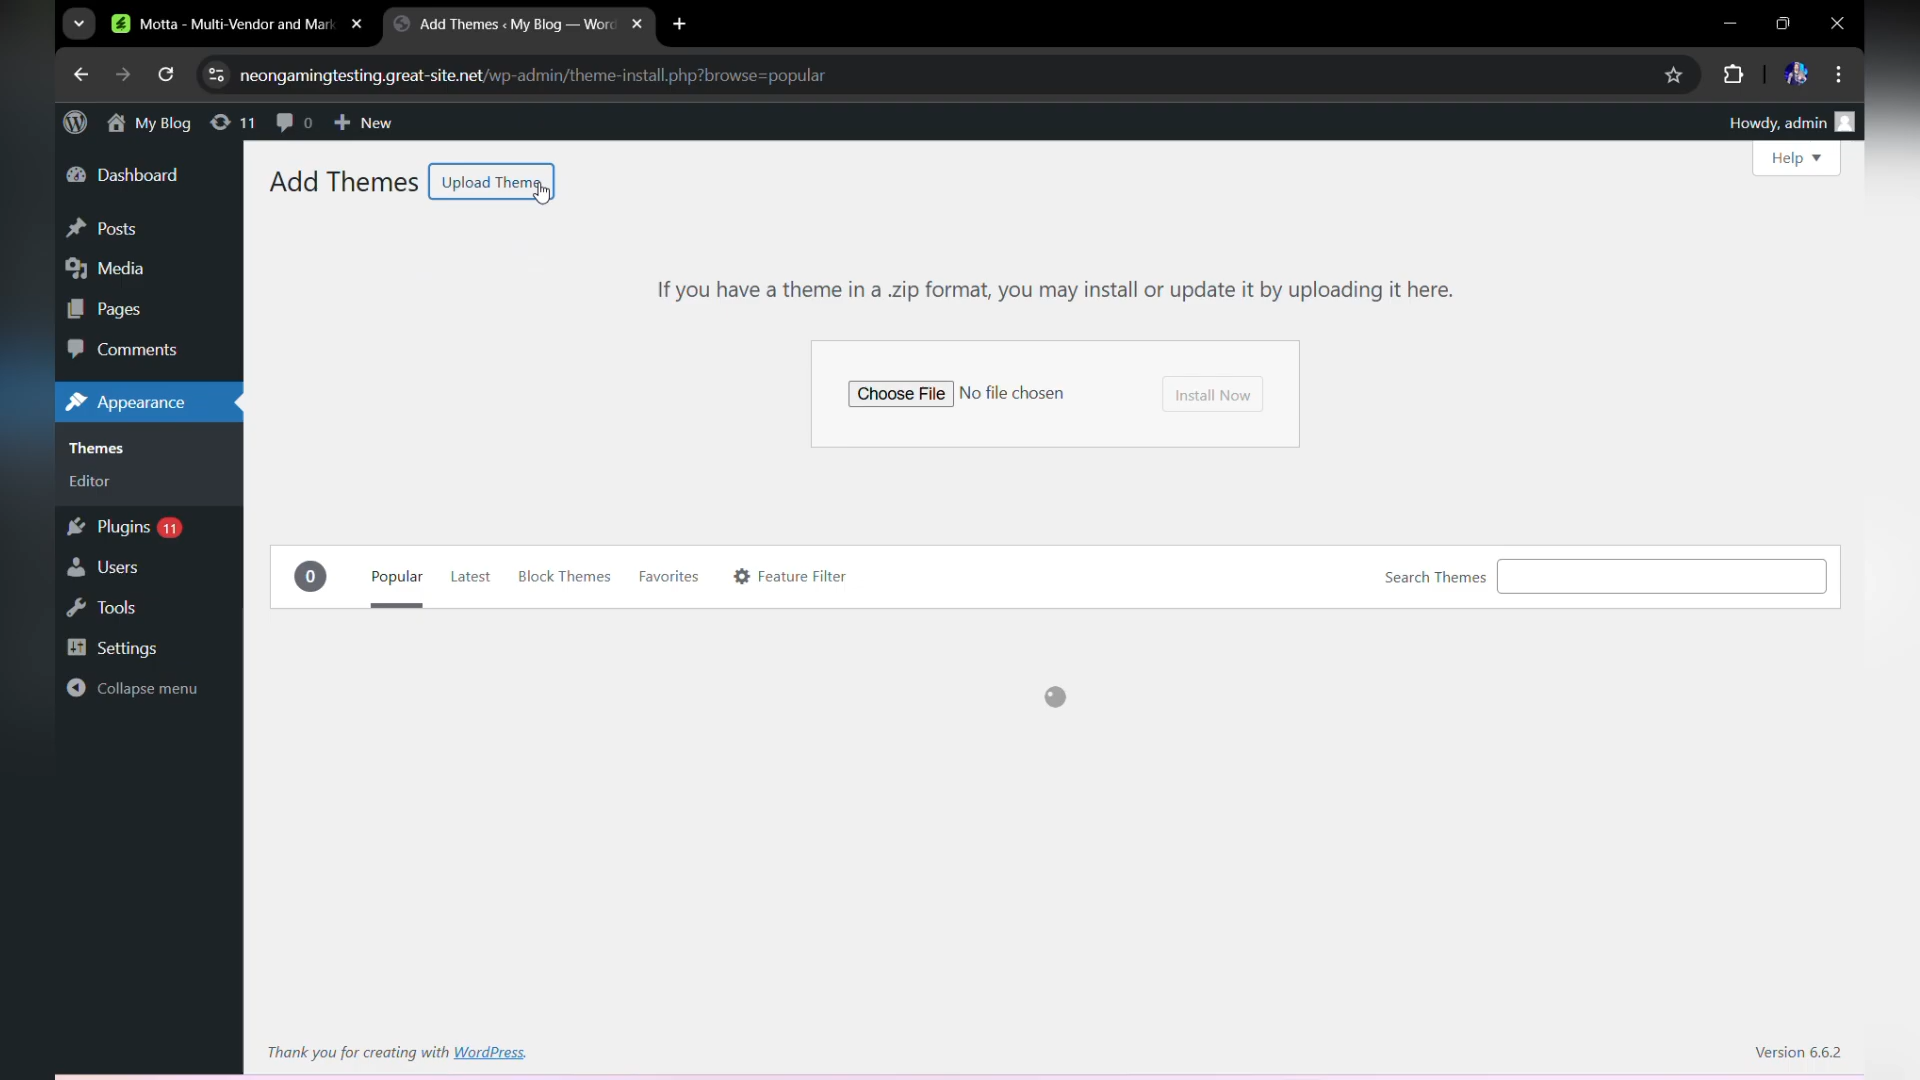 Motta - Multi-Vendor and Mark
Add Themes ‹ My Blog — Word
neongamingtesting.great-site.net/wp-admin/theme-install.php?browse=popular
My Blog 11 0 New Howdy, admin
Help
Add Themes Upload Theme
Dashboard
Posts
Media
Pages
Comments
Appearance
Themes
Editor
Plugins 11
Users
Tools
Settings
Collapse menu
If you have a theme in a .zip format, you may install or update it by uploading it here.
Choose File No file chosen Install Now
0 Popular Latest Block Themes Favorites Feature Filter Search Themes
Thank you for creating with WordPress. Version 6.6.2